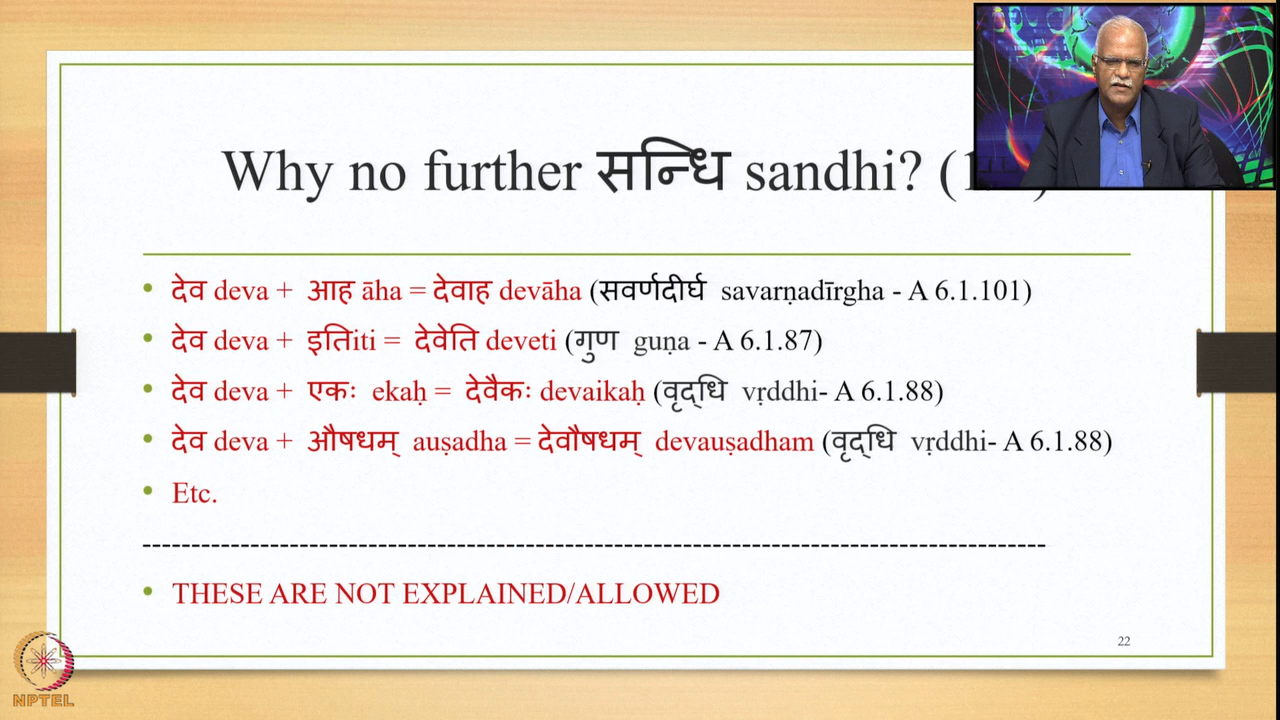 Why no further सन्धि sandhi? (1
• देव deva + आह āha = देवाह devāha (सवर्णदीर्घ savarṇadīrgha - A 6.1.101)
• देव deva + इतिiti = देवेति deveti (गुण guṇa - A 6.1.87)
• देव deva + एकः ekaḥ = देवैकः devaikaḥ (वृद्धि vṛddhi- A 6.1.88)
• देव deva + औषधम् auṣadha = देवौषधम् devauṣadham (वृद्धि vṛddhi- A 6.1.88)
• Etc.
• THESE ARE NOT EXPLAINED/ALLOWED
22
NPTEL